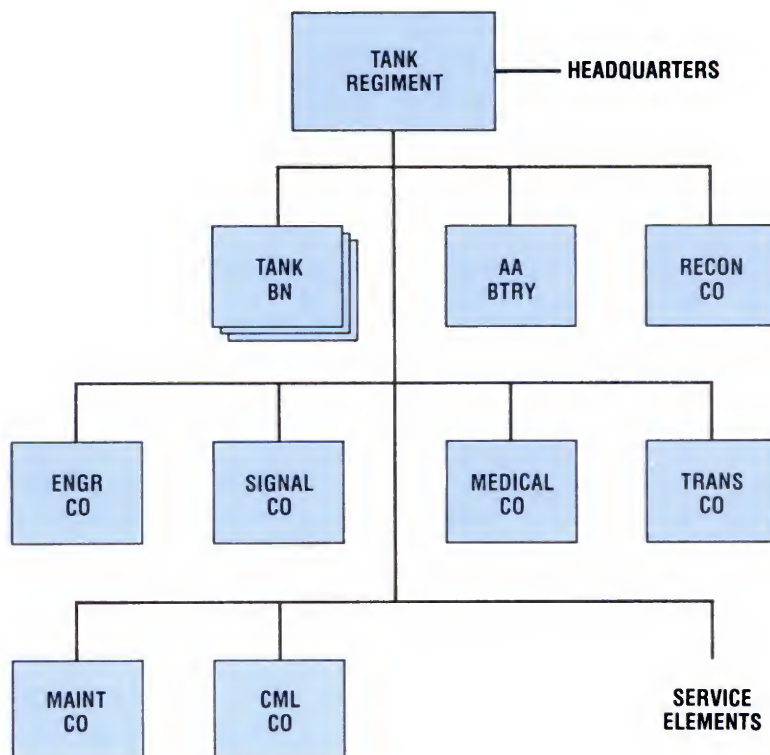 TANK
REGIMENT
HEADQUARTERS
TANK
BN
AA
BTRY
RECON
CO
ENGR
CO
SIGNAL
CO
MEDICAL
CO
TRANS
CO
MAINT
CO
CML
CO
SERVICE
ELEMENTS